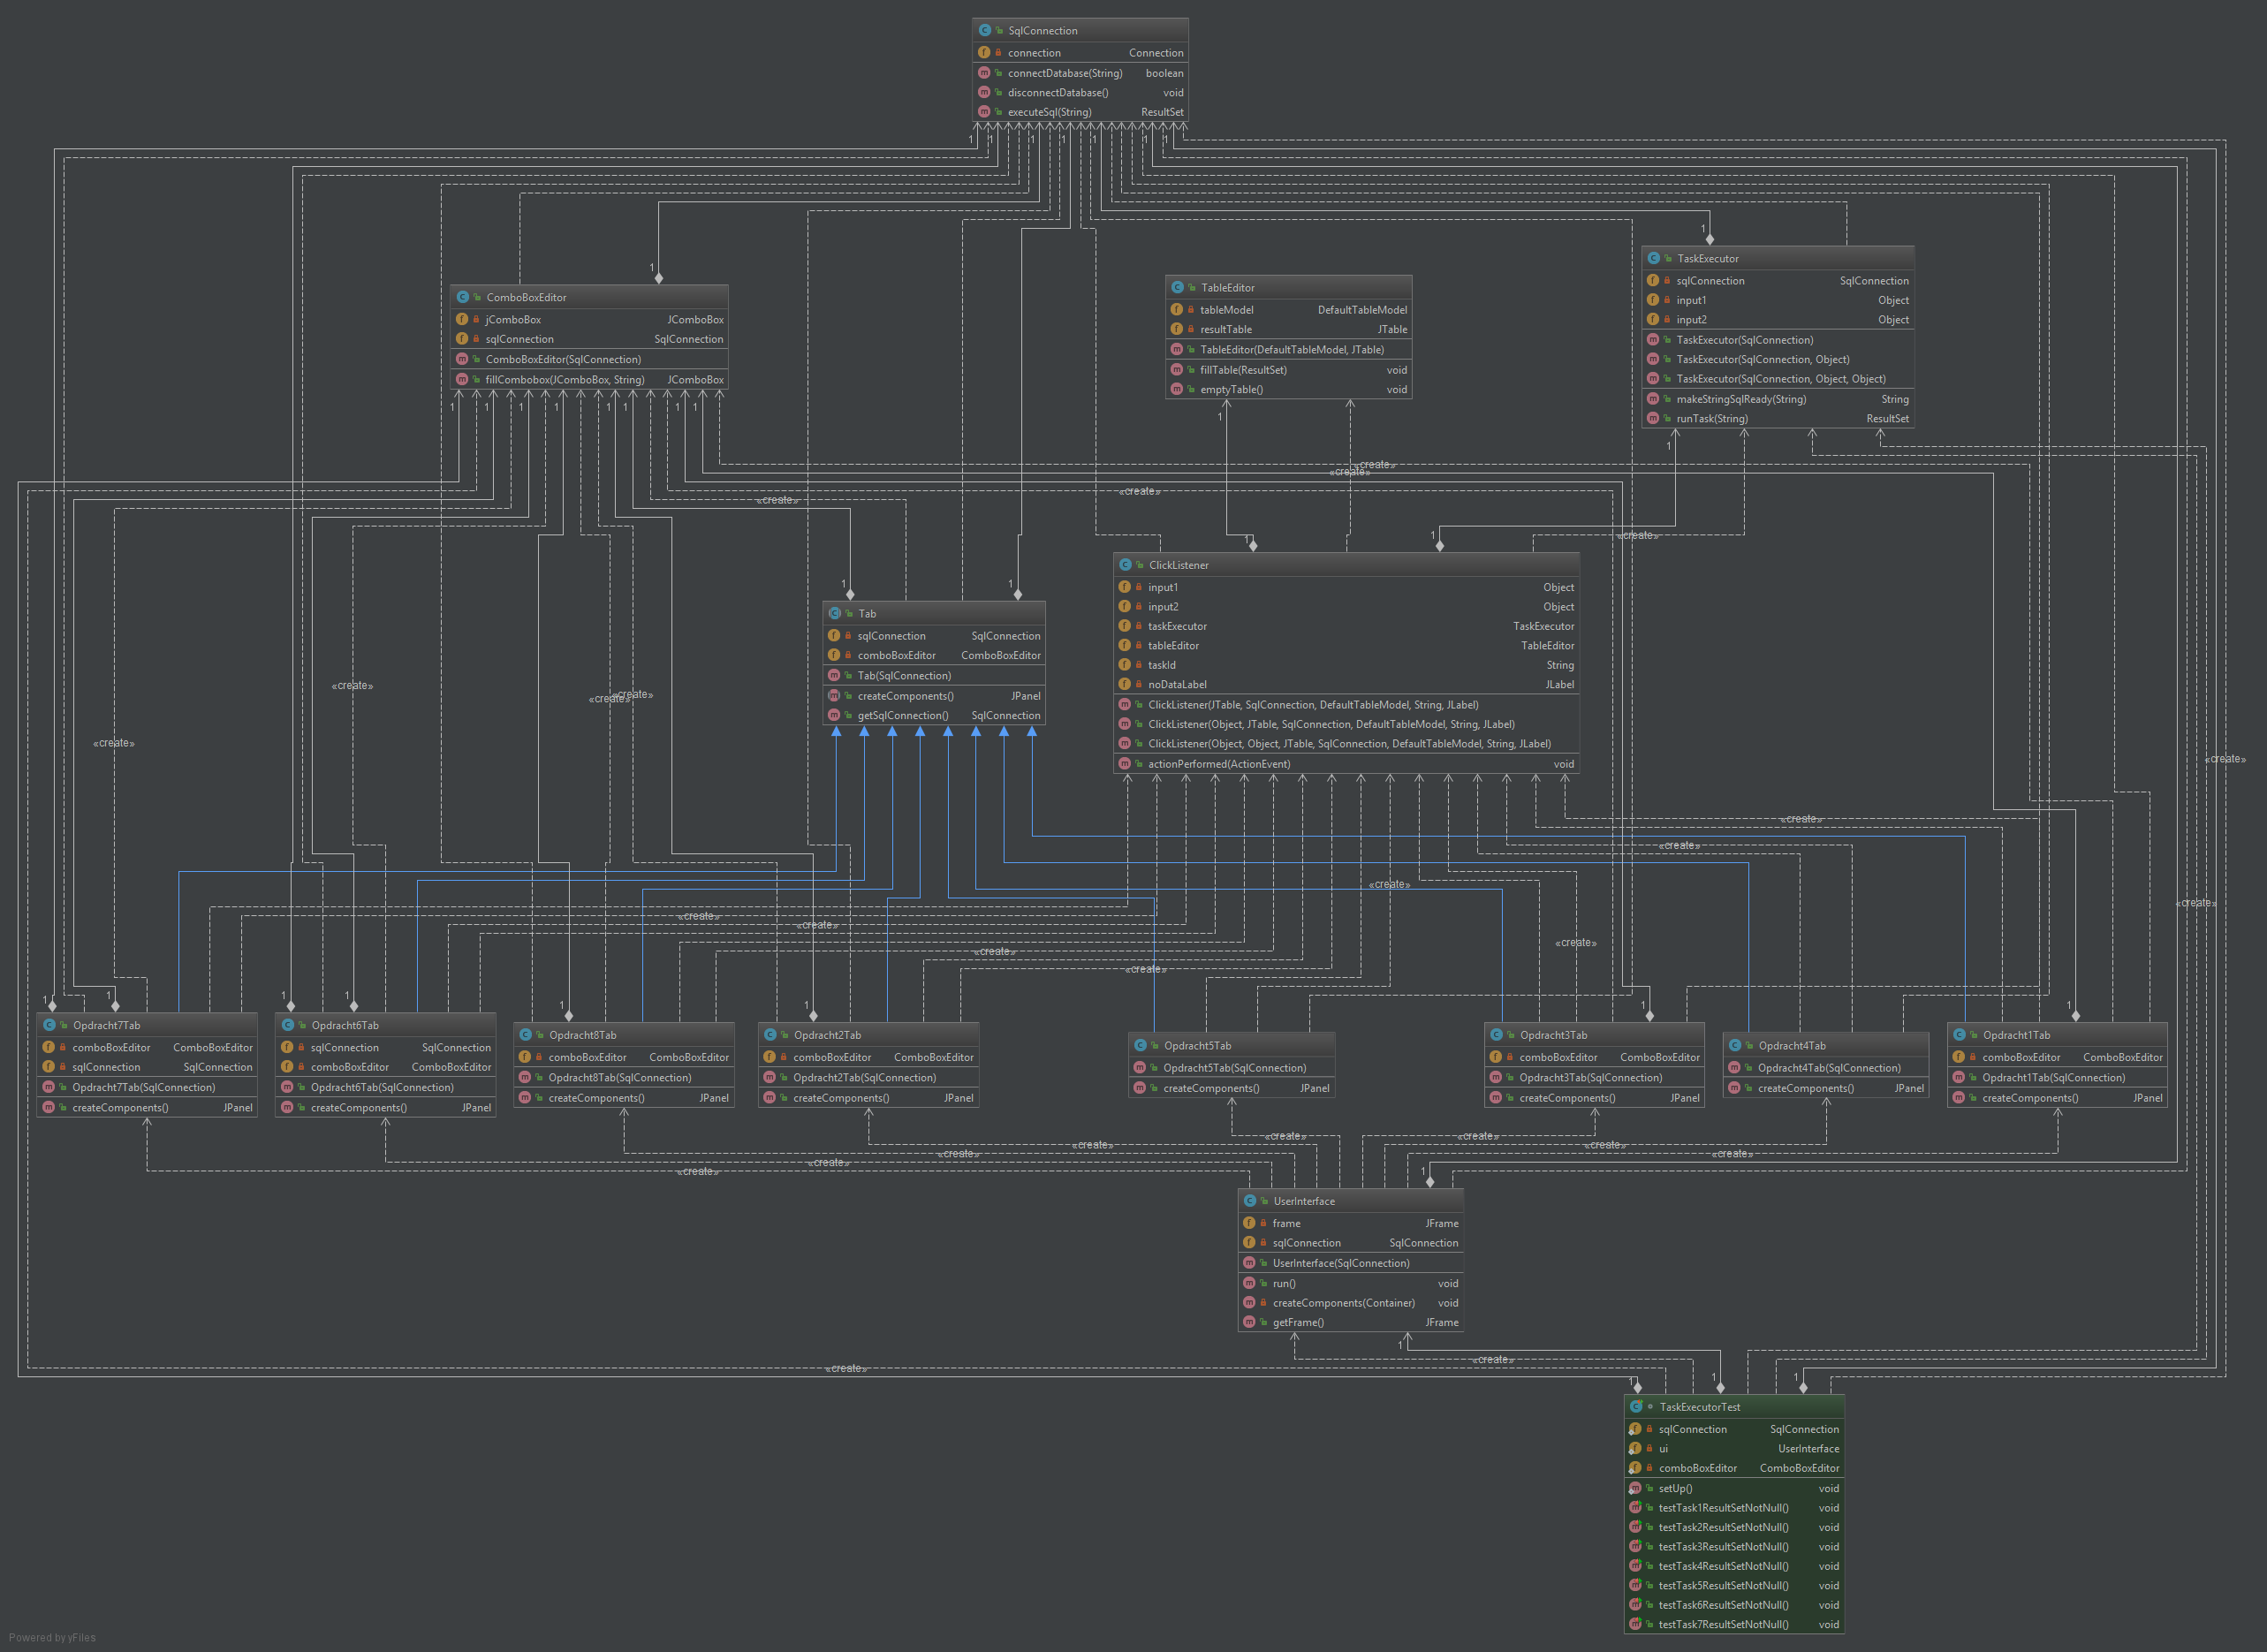 SqlConnection
connection Connection
connectDatabase(String) boolean
disconnectDatabase() void
executeSql(String) ResultSet
1 1 1 1 1 1 1
TaskExecutor
sqlConnection SqlConnection
input1 Object
input2 Object
TaskExecutor(SqlConnection)
TaskExecutor(SqlConnection, Object)
TaskExecutor(SqlConnection, Object, Object)
makeStringSqlReady(String) String
runTask(String) ResultSet
TableEditor
tableModel DefaultTableModel
resultTable JTable
TableEditor(DefaultTableModel, JTable)
fillTable(ResultSet) void
emptyTable() void
ComboBoxEditor
jComboBox JComboBox
sqlConnection SqlConnection
ComboBoxEditor(SqlConnection)
fillCombobox(JComboBox, String) JComboBox
«create»
«create»
«create»
«create»
«create»
ClickListener
input1 Object
input2 Object
taskExecutor TaskExecutor
tableEditor TableEditor
taskId String
noDataLabel JLabel
ClickListener(JTable, SqlConnection, DefaultTableModel, String, JLabel)
ClickListener(Object, JTable, SqlConnection, DefaultTableModel, String, JLabel)
ClickListener(Object, Object, JTable, SqlConnection, DefaultTableModel, String, JLabel)
actionPerformed(ActionEvent) void
Tab
sqlConnection SqlConnection
comboBoxEditor ComboBoxEditor
Tab(SqlConnection)
createComponents() JPanel
getSqlConnection() SqlConnection
«create»
«create»
«create»
«create»
«create»
«create»
«create»
«create»
«create»
«create»
«create»
«create»
«create»
«create»
Opdracht7Tab
comboBoxEditor ComboBoxEditor
sqlConnection SqlConnection
Opdracht7Tab(SqlConnection)
createComponents() JPanel
Opdracht6Tab
sqlConnection SqlConnection
comboBoxEditor ComboBoxEditor
Opdracht6Tab(SqlConnection)
createComponents() JPanel
Opdracht8Tab
comboBoxEditor ComboBoxEditor
Opdracht8Tab(SqlConnection)
createComponents() JPanel
Opdracht2Tab
comboBoxEditor ComboBoxEditor
Opdracht2Tab(SqlConnection)
createComponents() JPanel
Opdracht5Tab
Opdracht5Tab(SqlConnection)
createComponents() JPanel
Opdracht3Tab
comboBoxEditor ComboBoxEditor
Opdracht3Tab(SqlConnection)
createComponents() JPanel
Opdracht4Tab
Opdracht4Tab(SqlConnection)
createComponents() JPanel
Opdracht1Tab
comboBoxEditor ComboBoxEditor
Opdracht1Tab(SqlConnection)
createComponents() JPanel
«create»
«create»
«create»
«create»
«create»
«create»
«create»
«create»
UserInterface
frame JFrame
sqlConnection SqlConnection
UserInterface(SqlConnection)
run() void
createComponents(Container) void
getFrame() JFrame
«create»
«create»
TaskExecutorTest
sqlConnection SqlConnection
ui UserInterface
comboBoxEditor ComboBoxEditor
setUp() void
testTask1ResultSetNotNull() void
testTask2ResultSetNotNull() void
testTask3ResultSetNotNull() void
testTask4ResultSetNotNull() void
testTask5ResultSetNotNull() void
testTask6ResultSetNotNull() void
testTask7ResultSetNotNull() void
Powered by yFiles